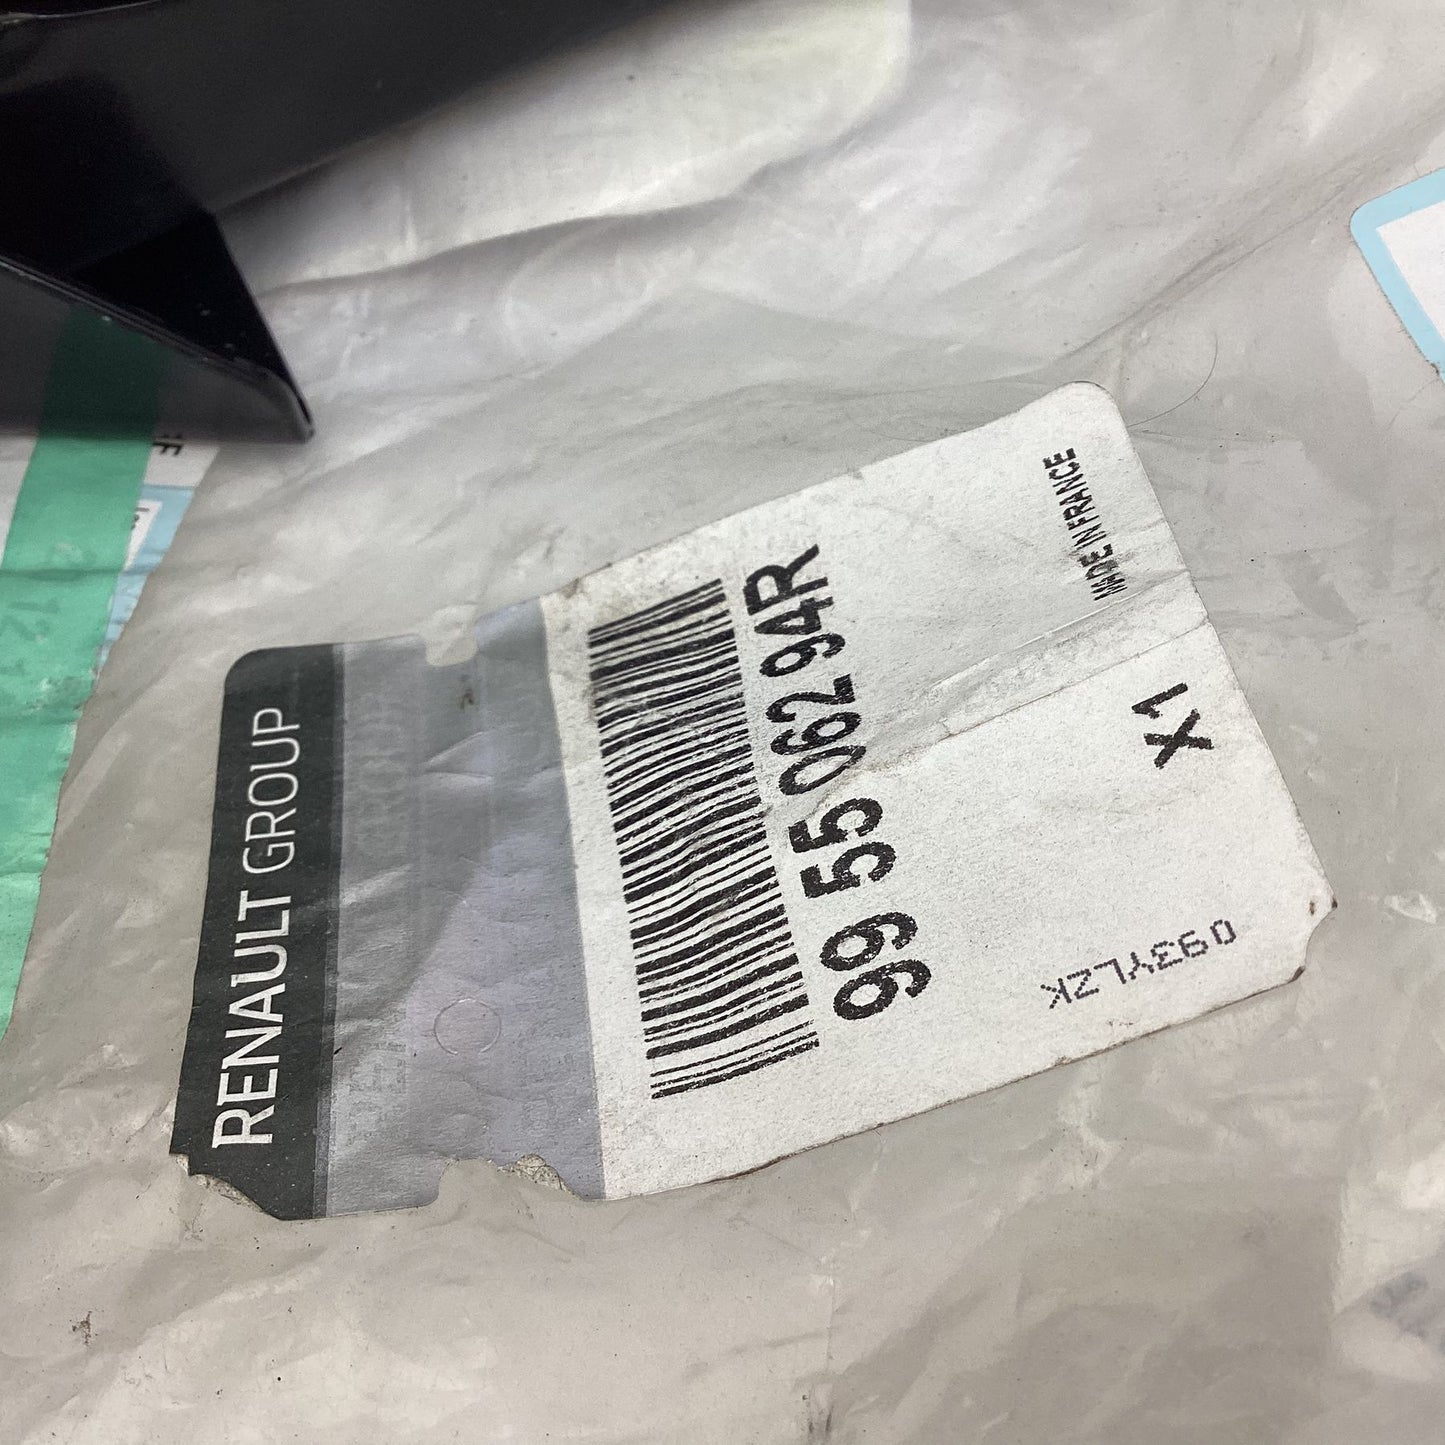 RENAULT GROUP
99 55 062 94R
MADE IN FRANCE
X1
093YLZK